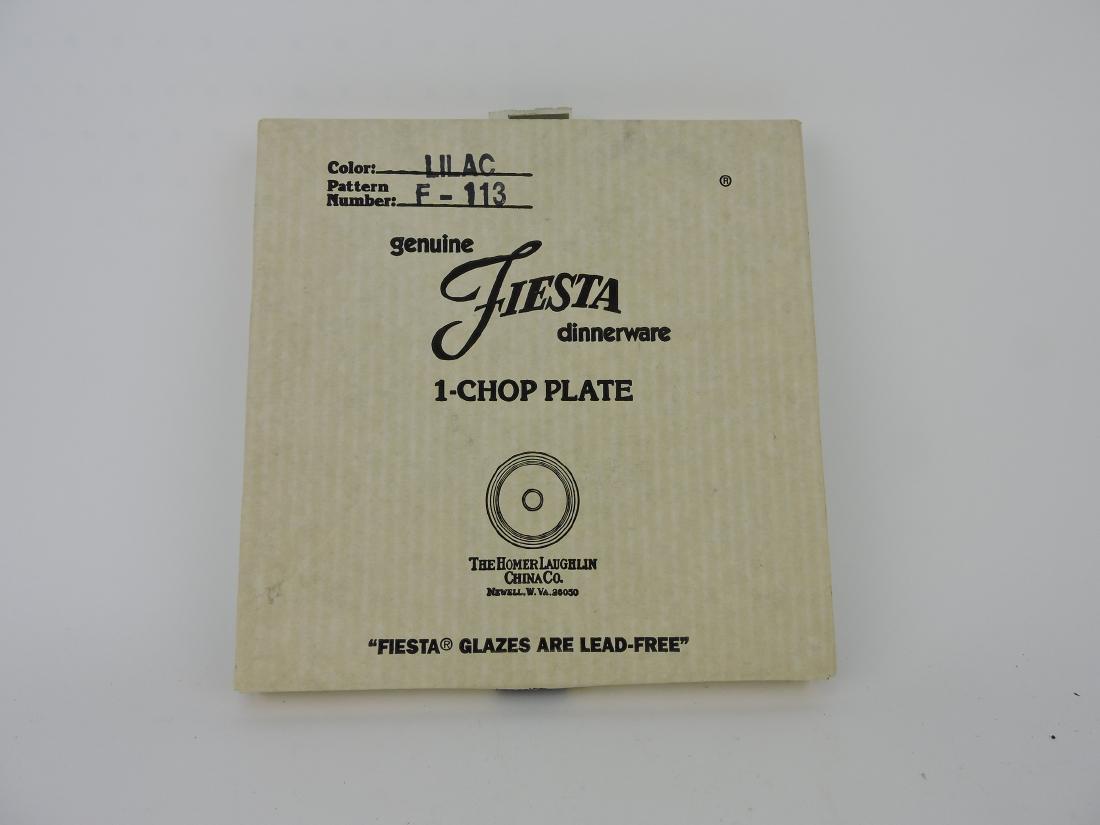 Color: LILAC
Pattern
Number: F-113
®
genuine
FIESTA
dinnerware
1-CHOP PLATE
THE HOMER LAUGHLIN
CHINA CO.
NEWELL, W. VA. 26050
"FIESTA® GLAZES ARE LEAD-FREE"